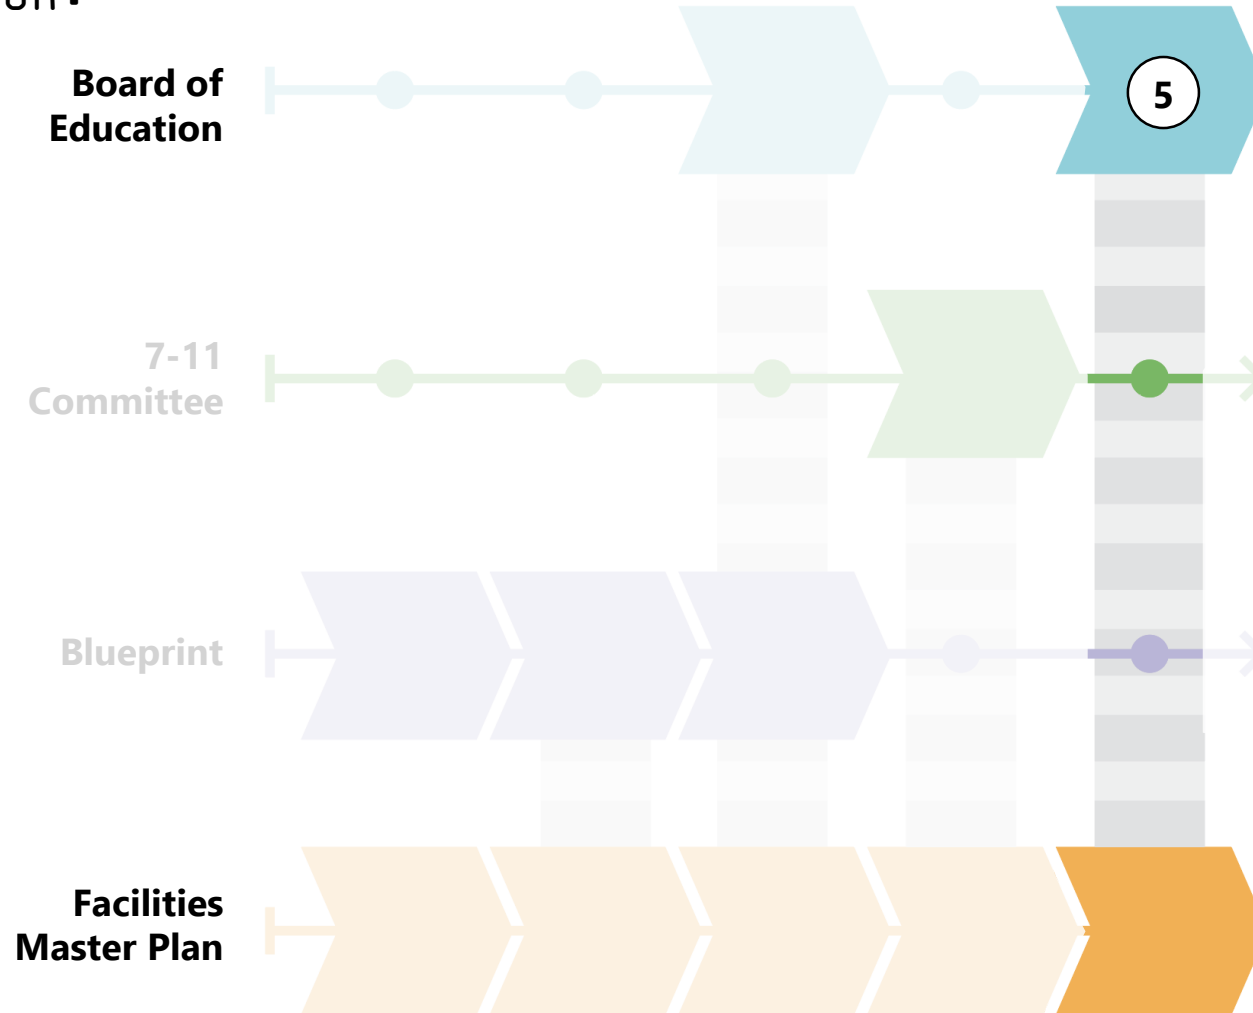 Board of
Education
5
7-11
Committee
Blueprint
Facilities
Master Plan